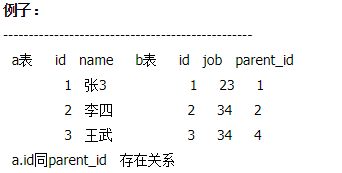 例子：
--------------------------------------------------
a表 id name b表 id job parent_id
1 张3 1 23 1
2 李四 2 34 2
3 王武 3 34 4
a.id同parent_id 存在关系